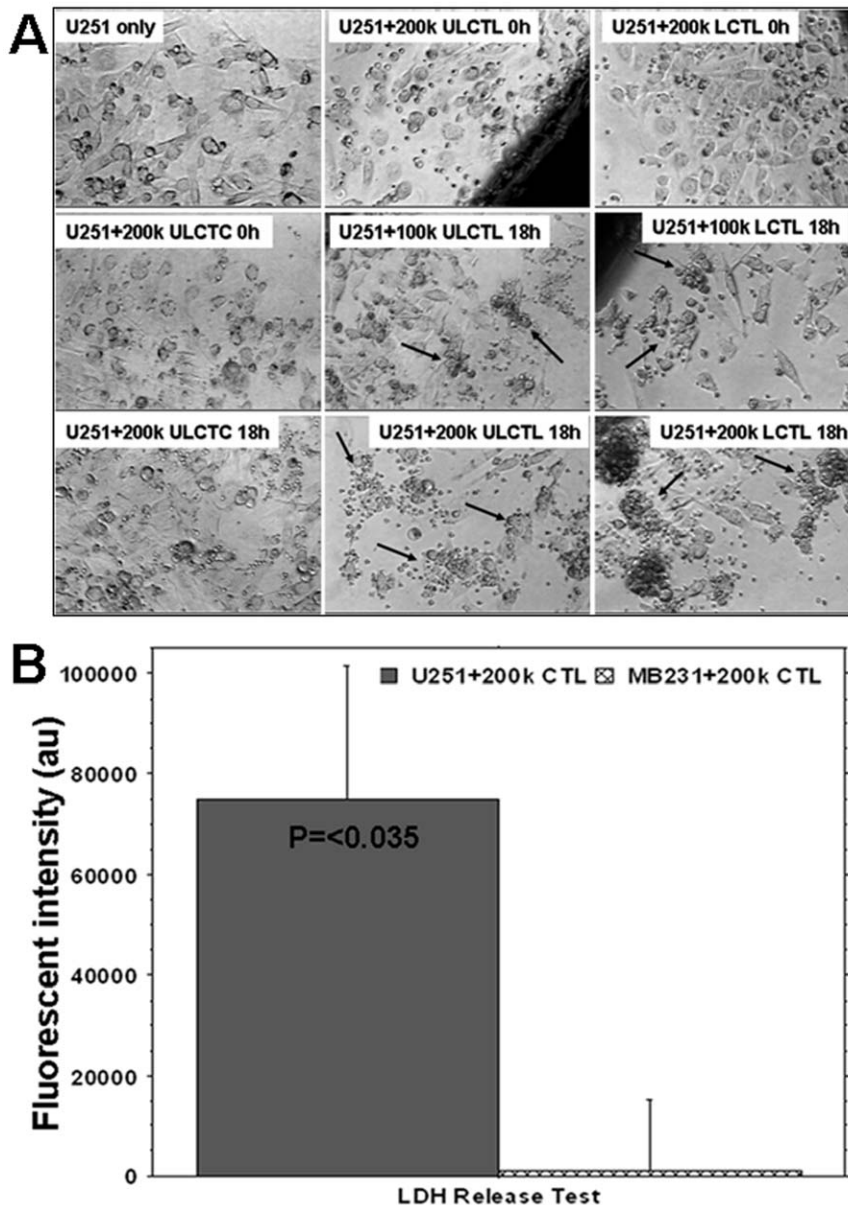 A
U251 only
U251+200k ULCTL 0h
U251+200k LCTL 0h
U251+200k ULCTC 0h
U251+100k ULCTL 18h
U251+100k LCTL 18h
U251+200k ULCTC 18h
U251+200k ULCTL 18h
U251+200k LCTL 18h
B
U251+200k CTL
MB231+200k CTL
Fluorescent intensity (au)
100000
80000
60000
40000
20000
0
P=<0.035
LDH Release Test